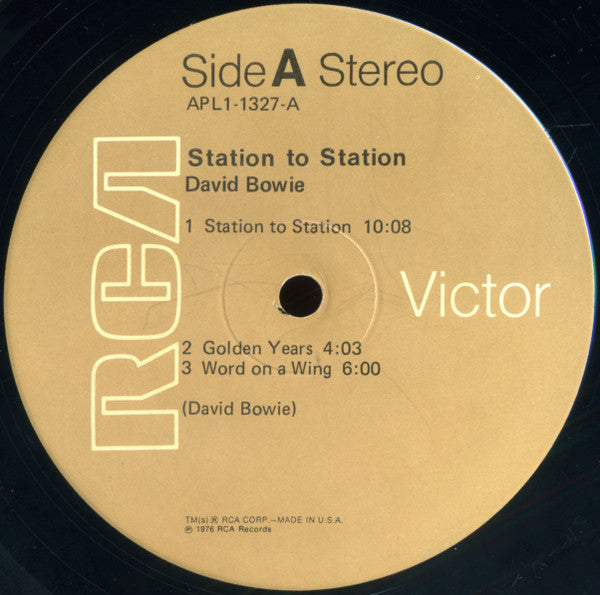 Side A Stereo
APL1-1327-A
Station to Station
David Bowie
1 Station to Station 10:08
RCA
Victor
2 Golden Years 4:03
3 Word on a Wing 6:00
(David Bowie)
TM(s) ® RCA CORP.—MADE IN U.S.A.
℗ 1976 RCA Records